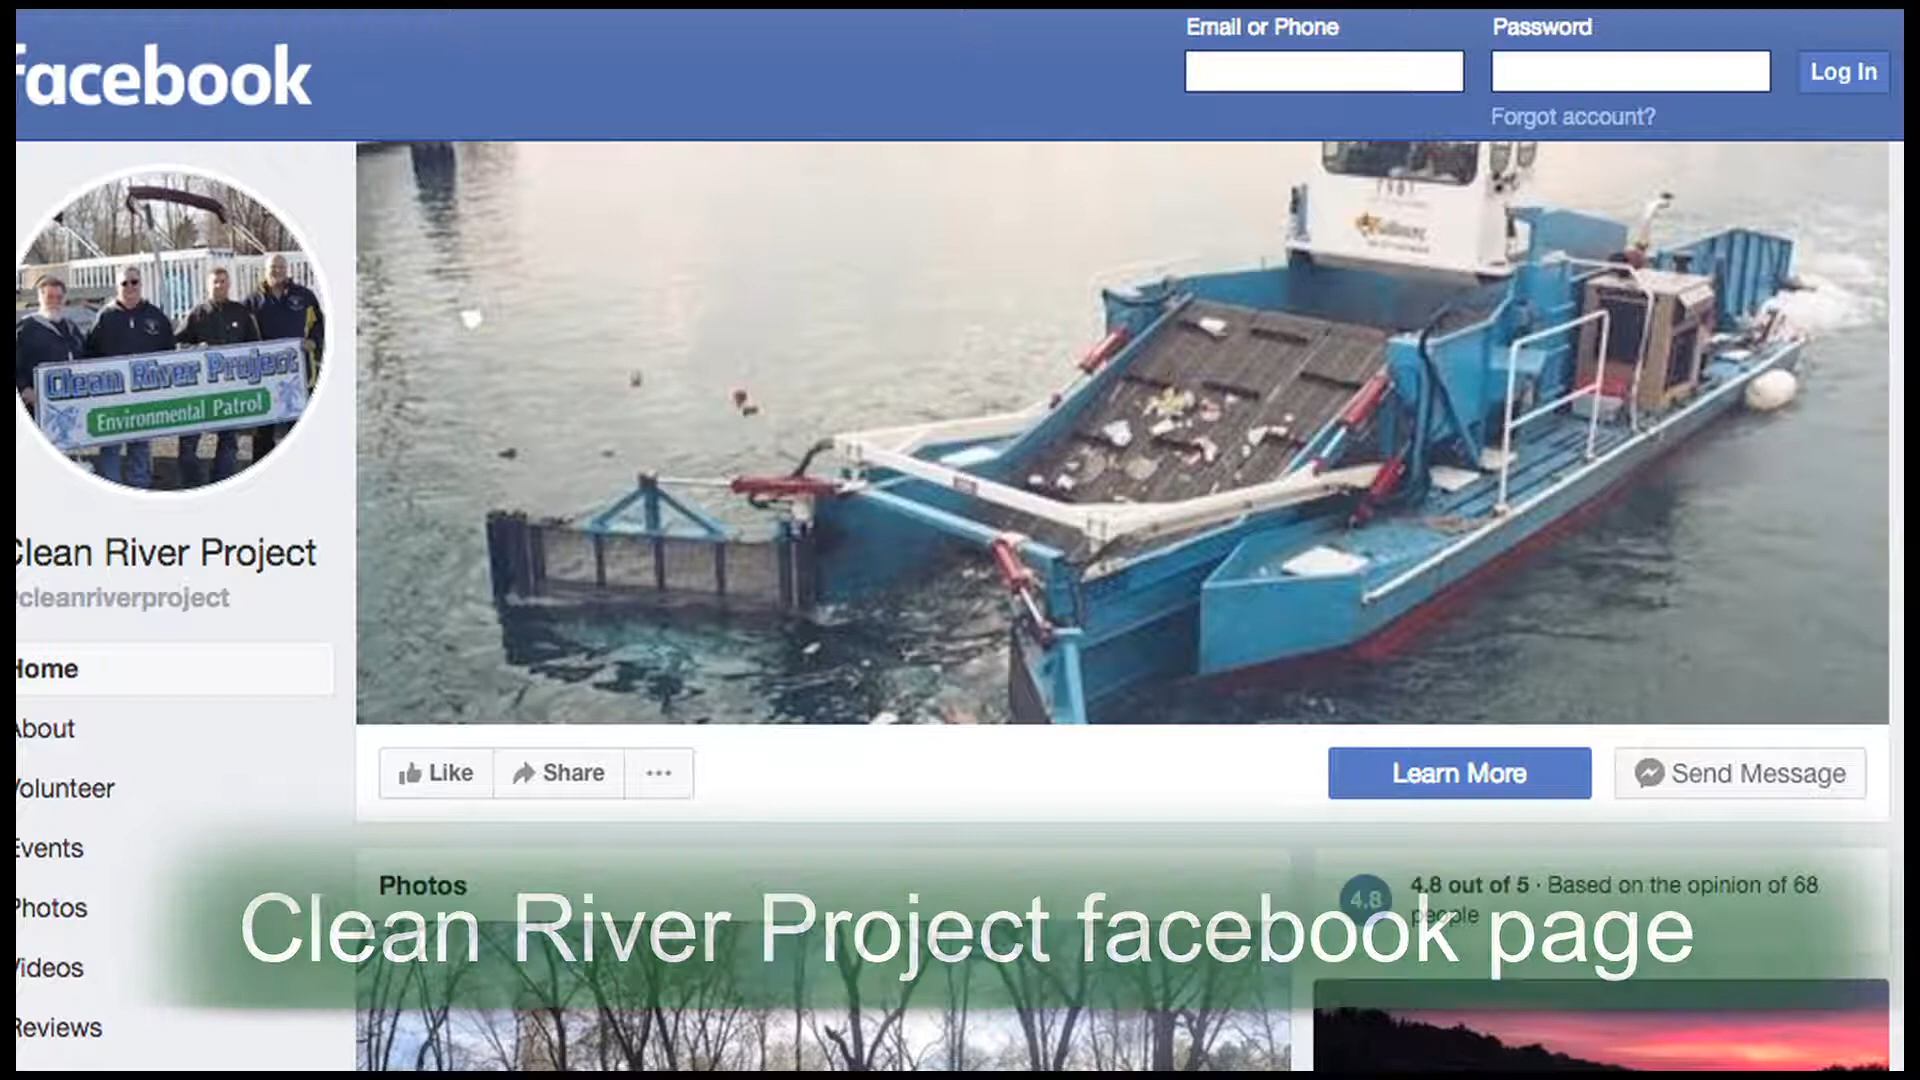 facebook
Email or Phone
Password
Log In
Forgot account?
Clean River Project
Environmental Patrol
Clean River Project
cleanriverproject
Home
About
Volunteer
Events
Photos
Videos
Reviews
Like
Share
Learn More
Send Message
Photos
4.8
4.8 out of 5 · Based on the opinion of 68
people
Clean River Project facebook page